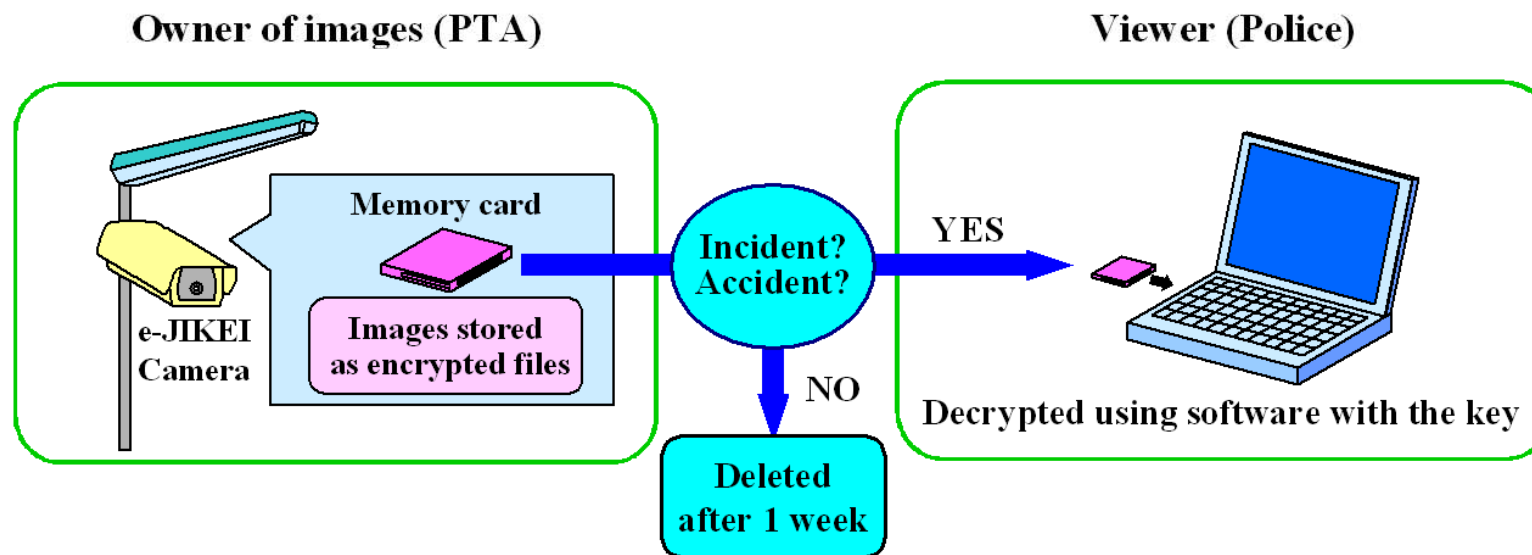 Owner of images (PTA)
Viewer (Police)
Memory card
Images stored
as encrypted files
e-JIKEI
Camera
Incident?
Accident?
YES
NO
Deleted
after 1 week
Decrypted using software with the key